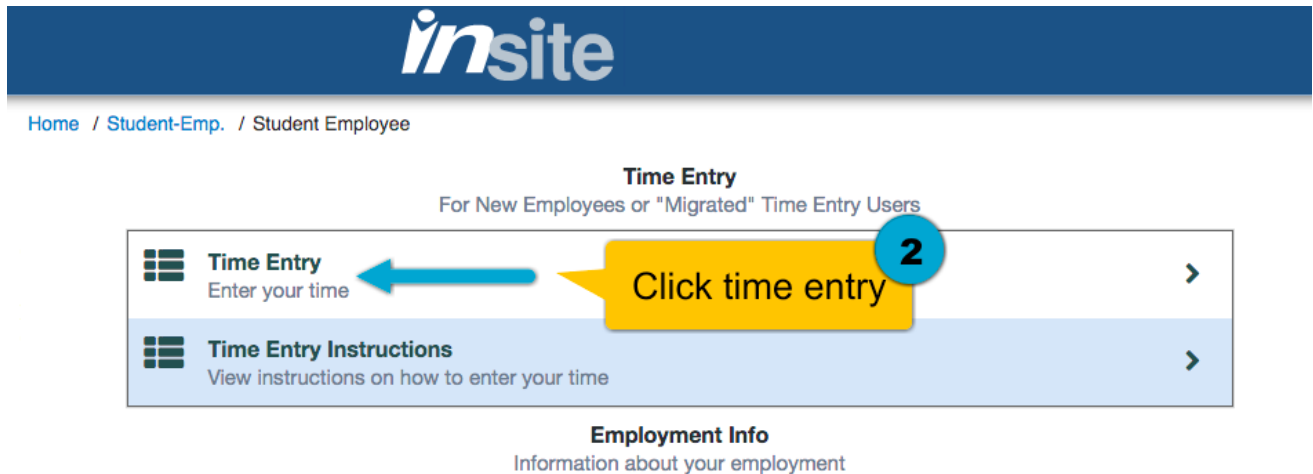 insite
Home / Student-Emp. / Student Employee
Time Entry
For New Employees or "Migrated" Time Entry Users
Time Entry
Enter your time
Click time entry
2
Time Entry Instructions
View instructions on how to enter your time
Employment Info
Information about your employment